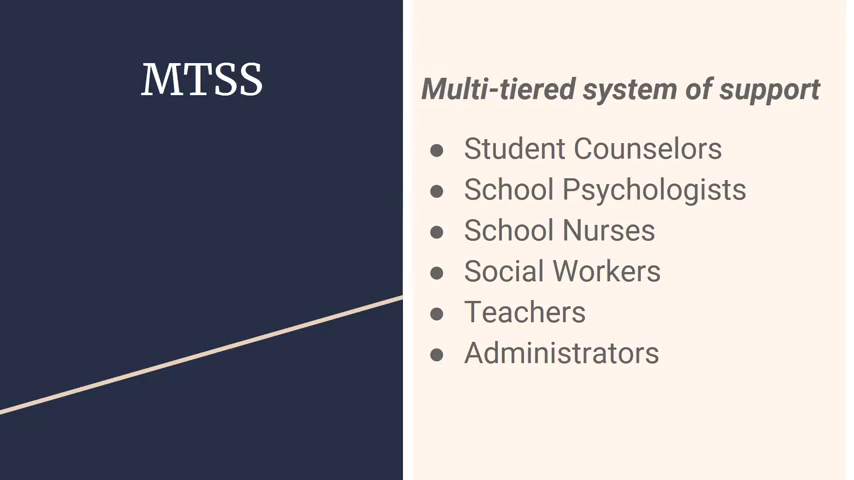 MTSS
Multi-tiered system of support
● Student Counselors
● School Psychologists
● School Nurses
● Social Workers
● Teachers
● Administrators